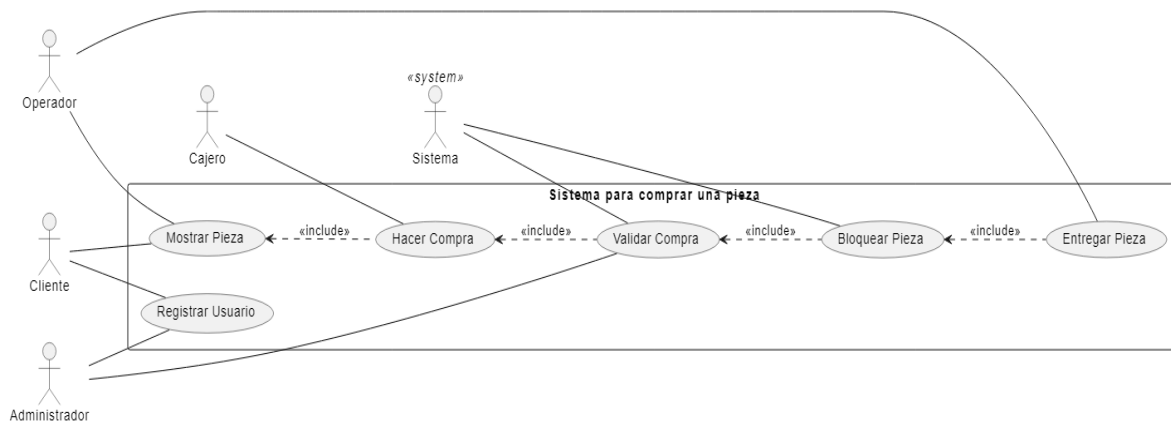 Operador
«system»
Cajero
Sistema
Sistema para comprar una pieza
Mostrar Pieza
«include»
Hacer Compra
«include»
Validar Compra
«include»
Bloquear Pieza
«include»
Entregar Pieza
Cliente
Registrar Usuario
Administrador